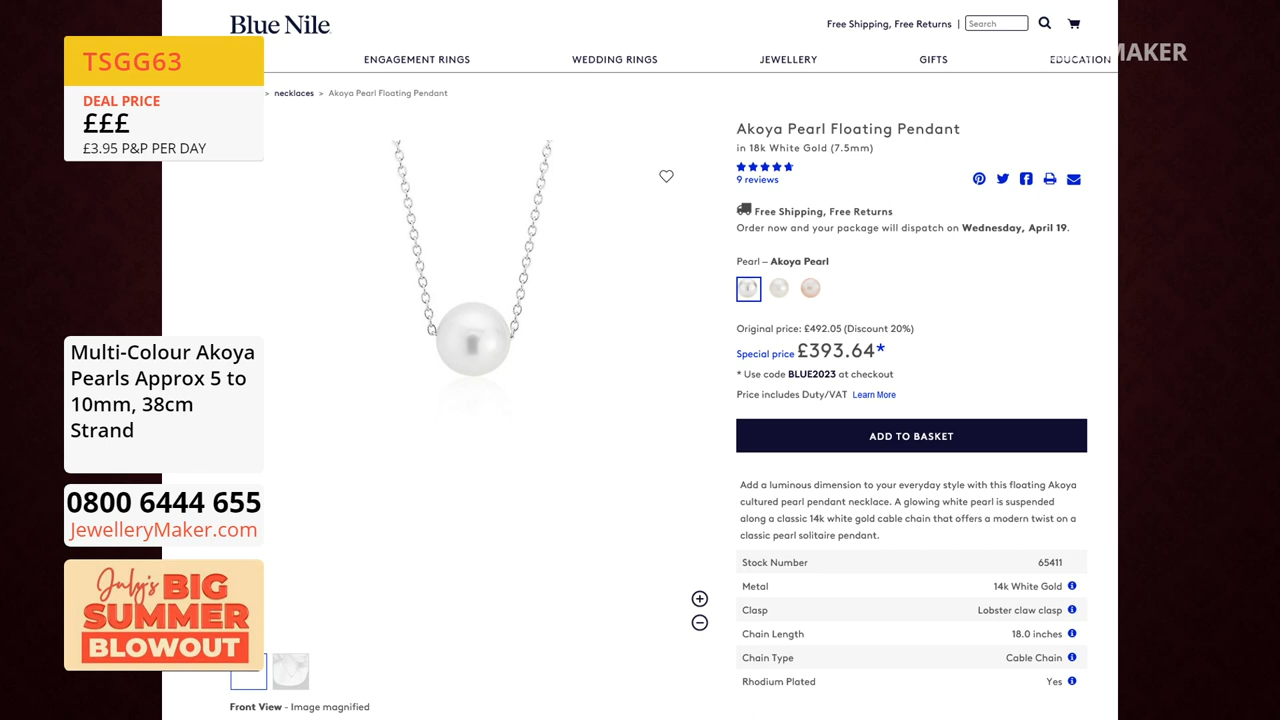 Blue Nile
Free Shipping, Free Returns |
Search
MAKER
ENGAGEMENT RINGS
WEDDING RINGS
JEWELLERY
GIFTS
EDUCATION
TSGG63
DEAL PRICE
£££
£3.95 P&P PER DAY
> necklaces > Akoya Pearl Floating Pendant
Akoya Pearl Floating Pendant
in 18k White Gold (7.5mm)
9 reviews
Free Shipping, Free Returns
Order now and your package will dispatch on Wednesday, April 19.
Pearl – Akoya Pearl
Original price: £492.05 (Discount 20%)
Special price £393.64*
* Use code BLUE2023 at checkout
Price includes Duty/VAT Learn More
ADD TO BASKET
Add a luminous dimension to your everyday style with this floating Akoya
cultured pearl pendant necklace. A glowing white pearl is suspended
along a classic 14k white gold cable chain that offers a modern twist on a
classic pearl solitaire pendant.
Stock Number 65411
Metal 14k White Gold
Clasp Lobster claw clasp
Chain Length 18.0 inches
Chain Type Cable Chain
Rhodium Plated Yes
Multi-Colour Akoya
Pearls Approx 5 to
10mm, 38cm
Strand
0800 6444 655
JewelleryMaker.com
July's BIG
SUMMER
BLOWOUT
Front View - Image magnified